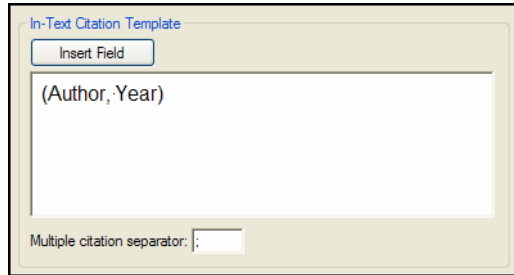 In-Text Citation Template
Insert Field
(Author,·Year)
Multiple citation separator: ;